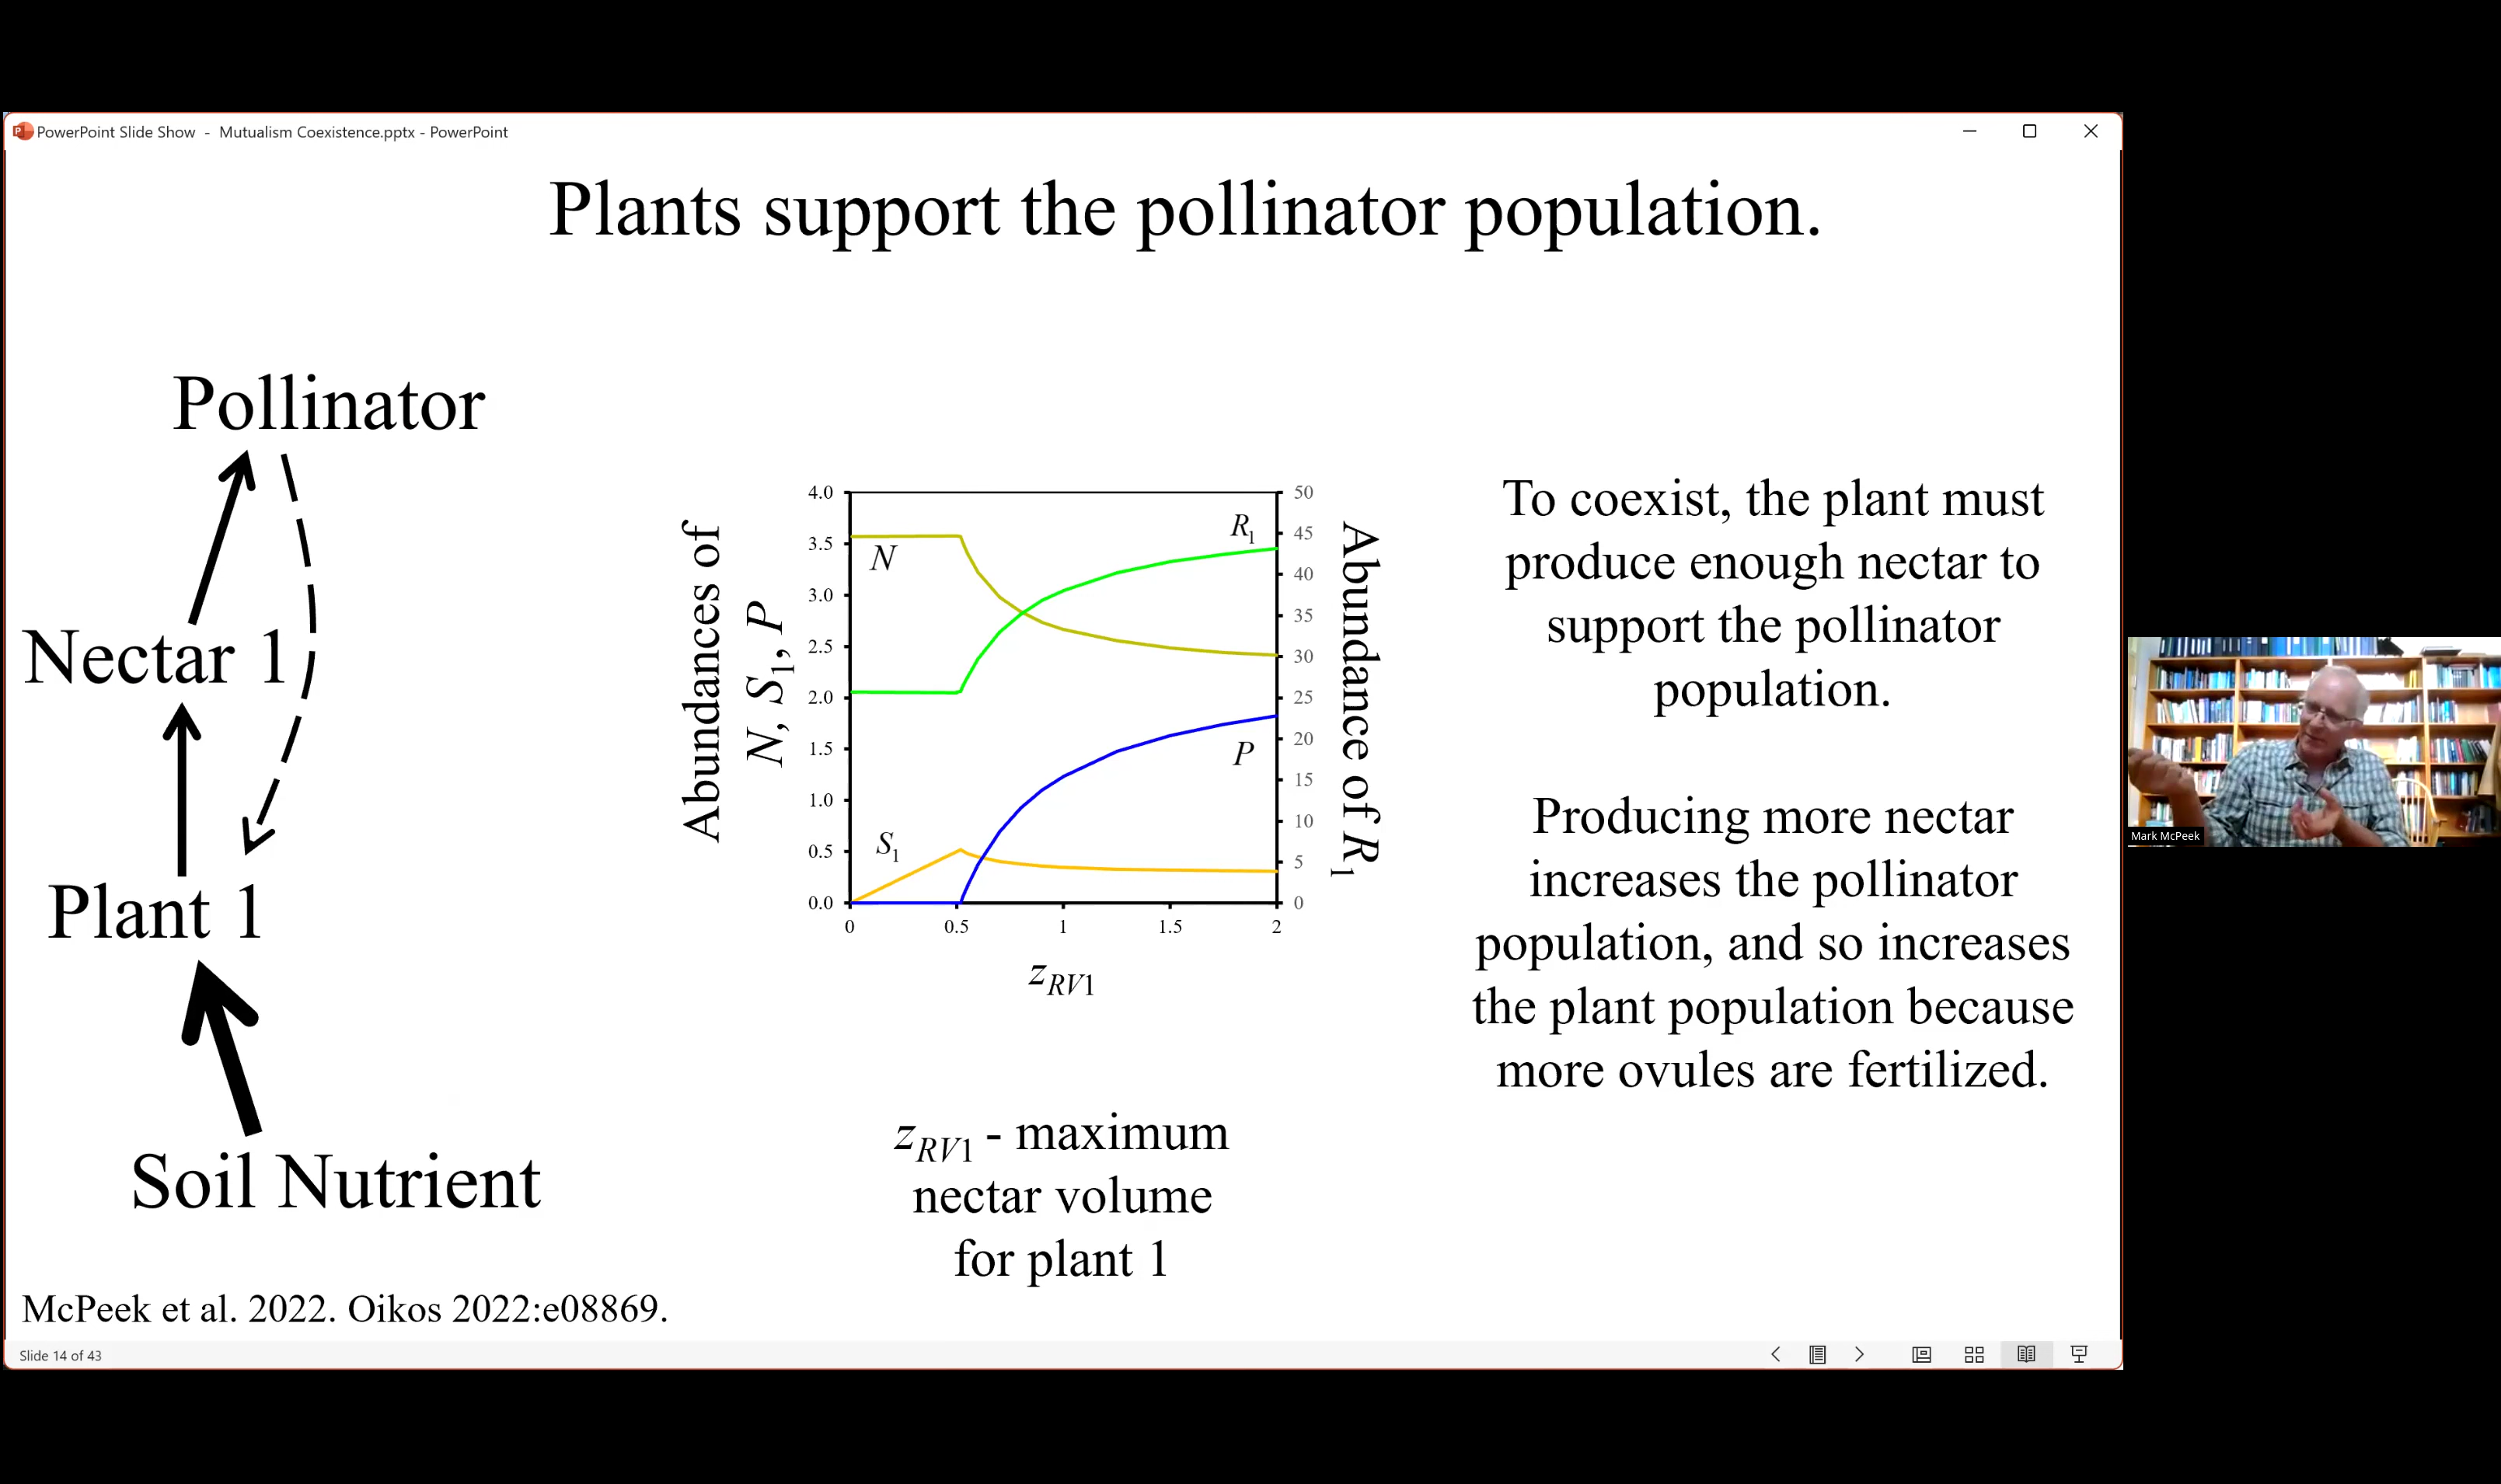 PowerPoint Slide Show - Mutualism Coexistence.pptx - PowerPoint
Plants support the pollinator population.
Pollinator
Nectar 1
Plant 1
Soil Nutrient
Abundances of
N, S1, P
4.0
3.5
3.0
2.5
2.0
1.5
1.0
0.5
0.0
N
S1
R1
P
50
45
40
35
30
25
20
15
10
5
0
Abundance of R1
0
0.5
1
1.5
2
zRV1
zRV1 - maximum
nectar volume
for plant 1
To coexist, the plant must
produce enough nectar to
support the pollinator
population.
Producing more nectar
increases the pollinator
population, and so increases
the plant population because
more ovules are fertilized.
McPeek et al. 2022. Oikos 2022:e08869.
Slide 14 of 43
Mark McPeek